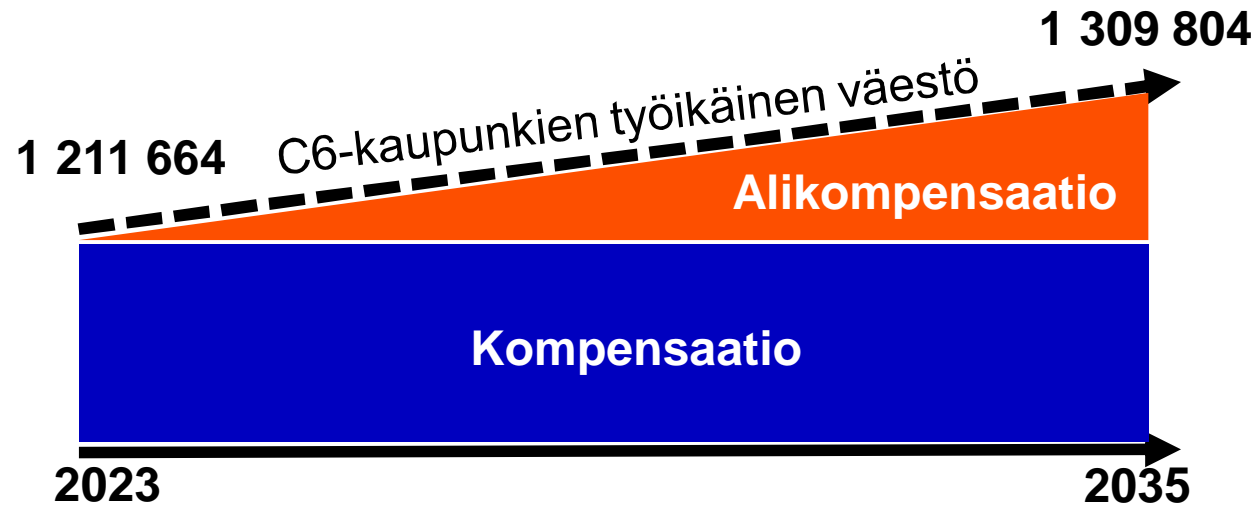 1 309 804
C6-kaupunkien työikäinen väestö
1 211 664
Alikompensaatio
Kompensaatio
2023
2035